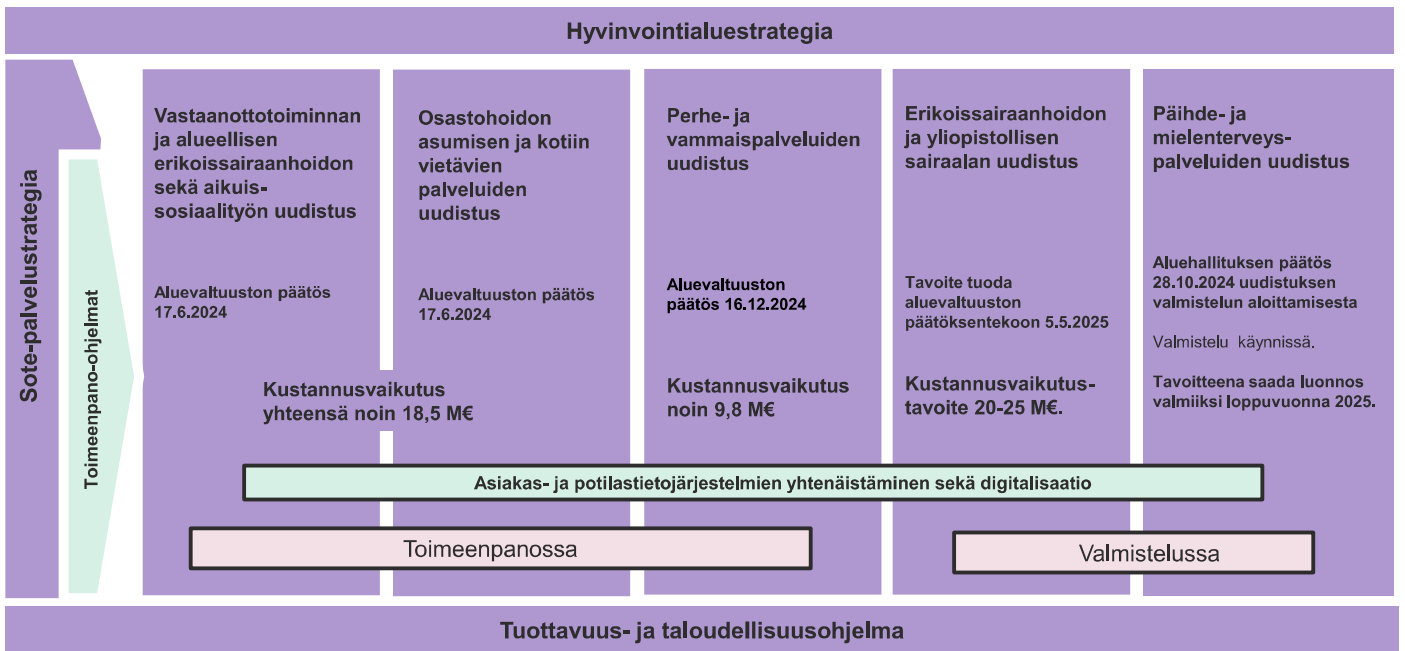 Hyvinvointialuestrategia
Sote-palvelustrategia
Toimeenpano-ohjelmat
Vastaanottotoiminnan
ja alueellisen
erikoissairaanhoidon
sekä aikuis-
sosiaalityön uudistus
Aluevaltuuston päätös
17.6.2024
Osastohoidon
asumisen ja kotiin
vietävien
palveluiden
uudistus
Aluevaltuuston päätös
17.6.2024
Kustannusvaikutus
yhteensä noin 18,5 M€
Perhe- ja
vammaispalveluiden
uudistus
Aluevaltuuston
päätös 16.12.2024
Kustannusvaikutus
noin 9,8 M€
Erikoissairaanhoidon
ja yliopistollisen
sairaalan uudistus
Tavoite tuoda
aluevaltuuston
päätöksentekoon 5.5.2025
Kustannusvaikutus-
tavoite 20-25 M€.
Päihde- ja
mielenterveys-
palveluiden uudistus
Aluehallituksen päätös
28.10.2024 uudistuksen
valmistelun aloittamisesta
Valmistelu käynnissä.
Tavoitteena saada luonnos
valmiiksi loppuvuonna 2025.
Asiakas- ja potilastietojärjestelmien yhtenäistäminen sekä digitalisaatio
Toimeenpanossa
Valmistelussa
Tuottavuus- ja taloudellisuusohjelma